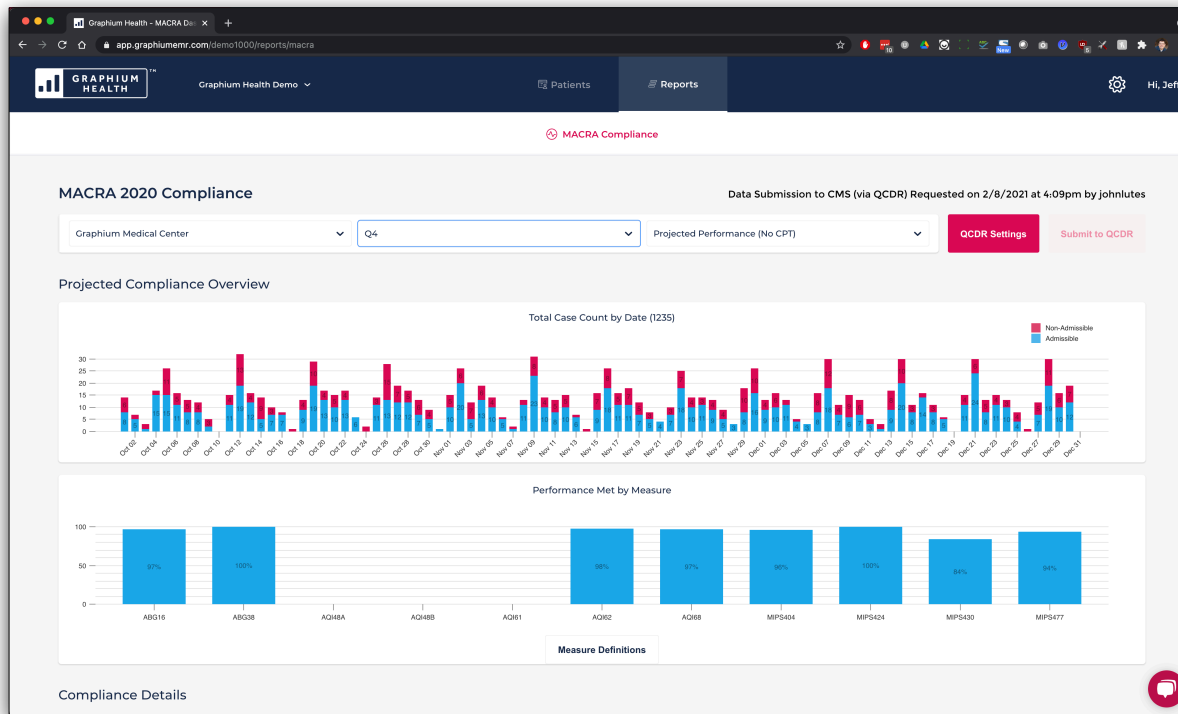 Graphium Health - MACRA Da
app.graphiumemr.com/demo1000/reports/macra
GRAPHIUM HEALTH™
Graphium Health Demo
Patients
Reports
Hi, Jeff
MACRA Compliance
MACRA 2020 Compliance
Data Submission to CMS (via QCDR) Requested on 2/8/2021 at 4:09pm by johnlutes
Graphium Medical Center
Q4
Projected Performance (No CPT)
QCDR Settings
Submit to QCDR
Projected Compliance Overview
Total Case Count by Date (1235)
Non-Admissible
Admissible
30
25
20
15
10
5
0
Oct 02 Oct 04 Oct 06 Oct 08 Oct 10 Oct 12 Oct 14 Oct 16 Oct 18 Oct 20 Oct 22 Oct 24 Oct 26 Oct 28 Oct 30 Nov 01 Nov 03 Nov 05 Nov 07 Nov 09 Nov 11 Nov 13 Nov 15 Nov 17 Nov 19 Nov 21 Nov 23 Nov 25 Nov 27 Nov 29 Dec 01 Dec 03 Dec 05 Dec 07 Dec 09 Dec 11 Dec 13 Dec 15 Dec 17 Dec 19 Dec 21 Dec 23 Dec 25 Dec 27 Dec 29 Dec 31
Performance Met by Measure
100
50
0
97% 100% 98% 97% 96% 100% 84% 94%
ABG16 ABG38 AQI48A AQI48B AQI61 AQI62 AQI68 MIPS404 MIPS424 MIPS430 MIPS477
Measure Definitions
Compliance Details